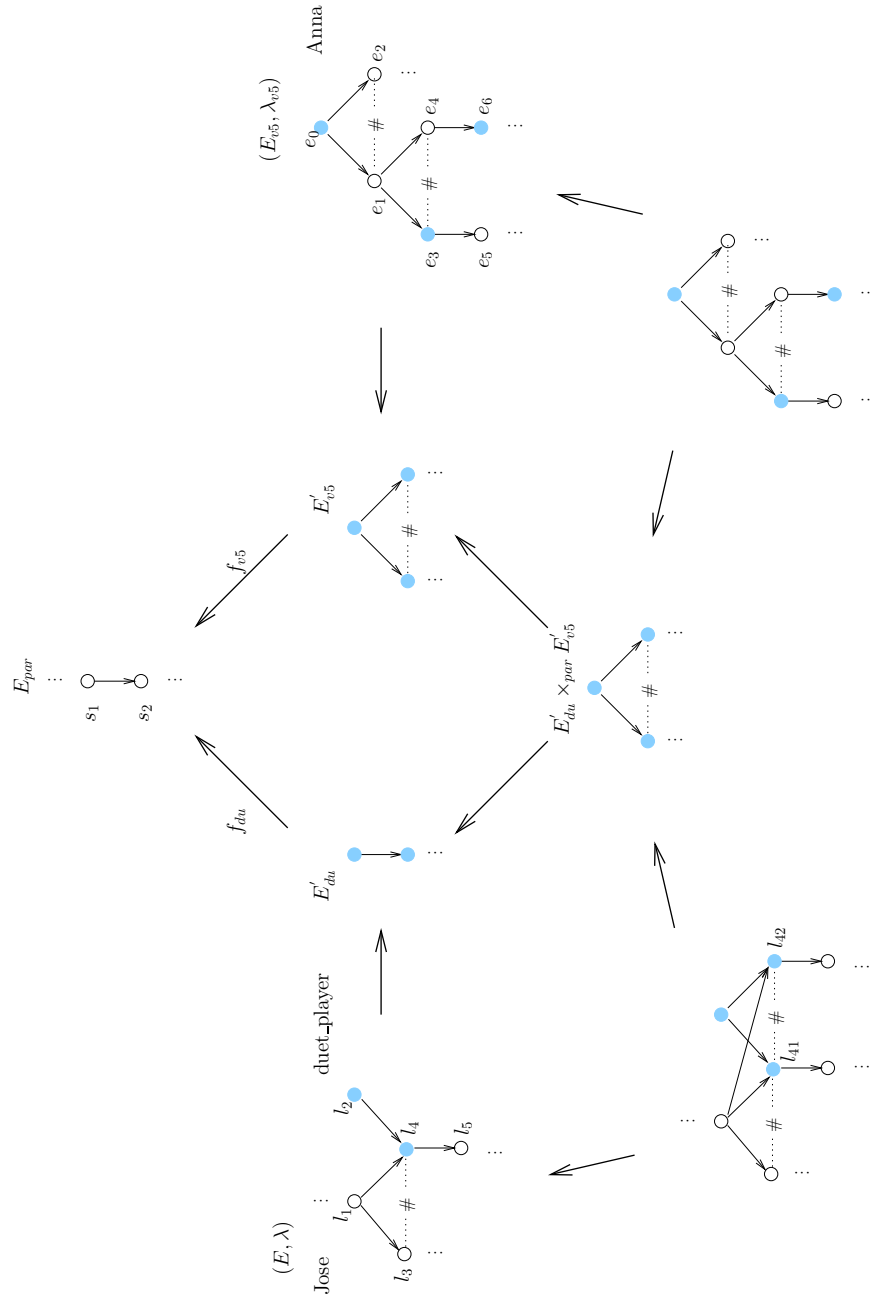 E_{par}
⋮
s_1
s_2
⋮
f_{du}
f_{v5}
(E, λ)
Jose
duet_player
⋮
l_1
l_2
l_3
#
l_4
⋮
l_5
⋮
E'_{du}
⋮
E'_{v5}
#
⋮
⋮
(E_{v5}, λ_{v5})
Anna
e_0
e_1
#
e_2
⋮
e_3
#
e_4
e_5
e_6
⋮
⋮
E'_{du} ×_{par} E'_{v5}
#
⋮
⋮
⋮
#
l_{41}
#
l_{42}
⋮
⋮
⋮
#
⋮
#
⋮
⋮